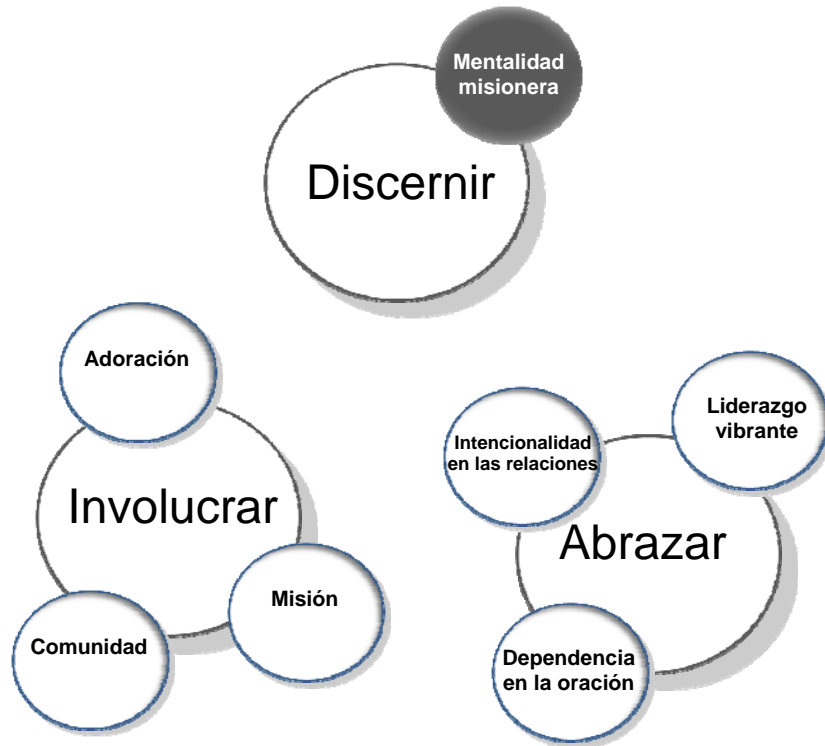 Mentalidad
misionera
Discernir
Adoración
Involucrar
Misión
Comunidad
Liderazgo
vibrante
Intencionalidad
en las relaciones
Abrazar
Dependencia
en la oración